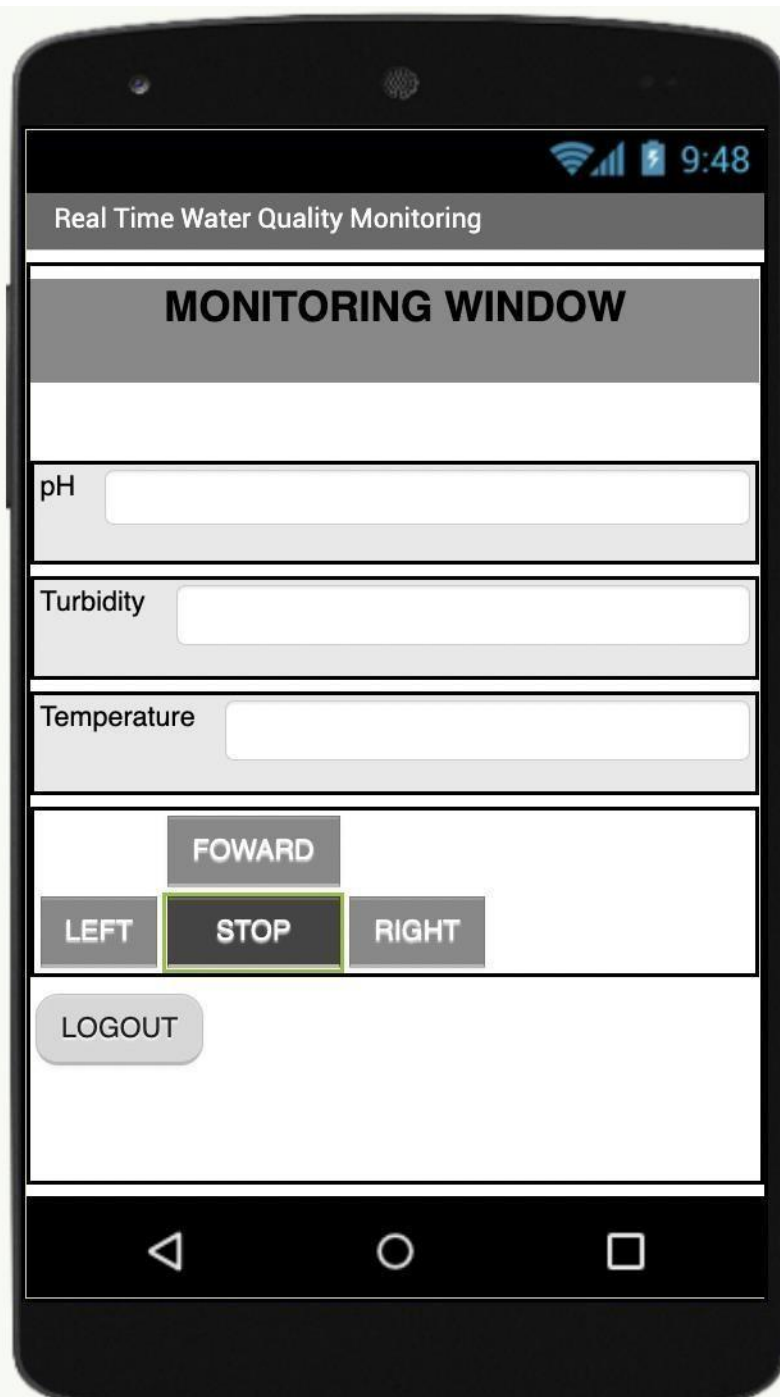 9:48
Real Time Water Quality Monitoring
MONITORING WINDOW
pH
Turbidity
Temperature
FOWARD
LEFT STOP RIGHT
LOGOUT